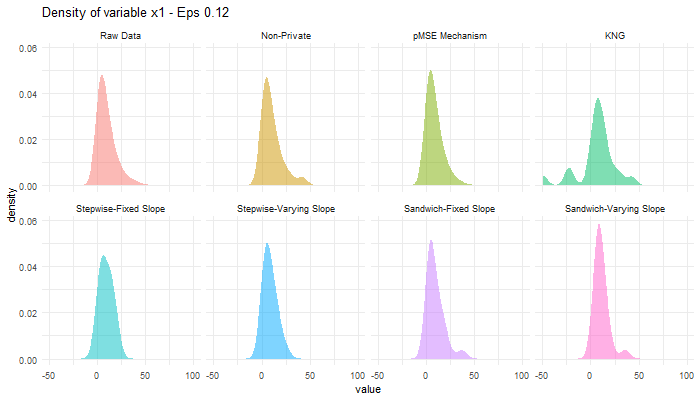 Density of variable x1 - Eps 0.12
Raw Data Non-Private pMSE Mechanism KNG
0.06
0.04
0.02
0.00
density
Stepwise-Fixed Slope Stepwise-Varying Slope Sandwich-Fixed Slope Sandwich-Varying Slope
0.06
0.04
0.02
0.00
-50 0 50 100 -50 0 50 100 -50 0 50 100 -50 0 50 100
value